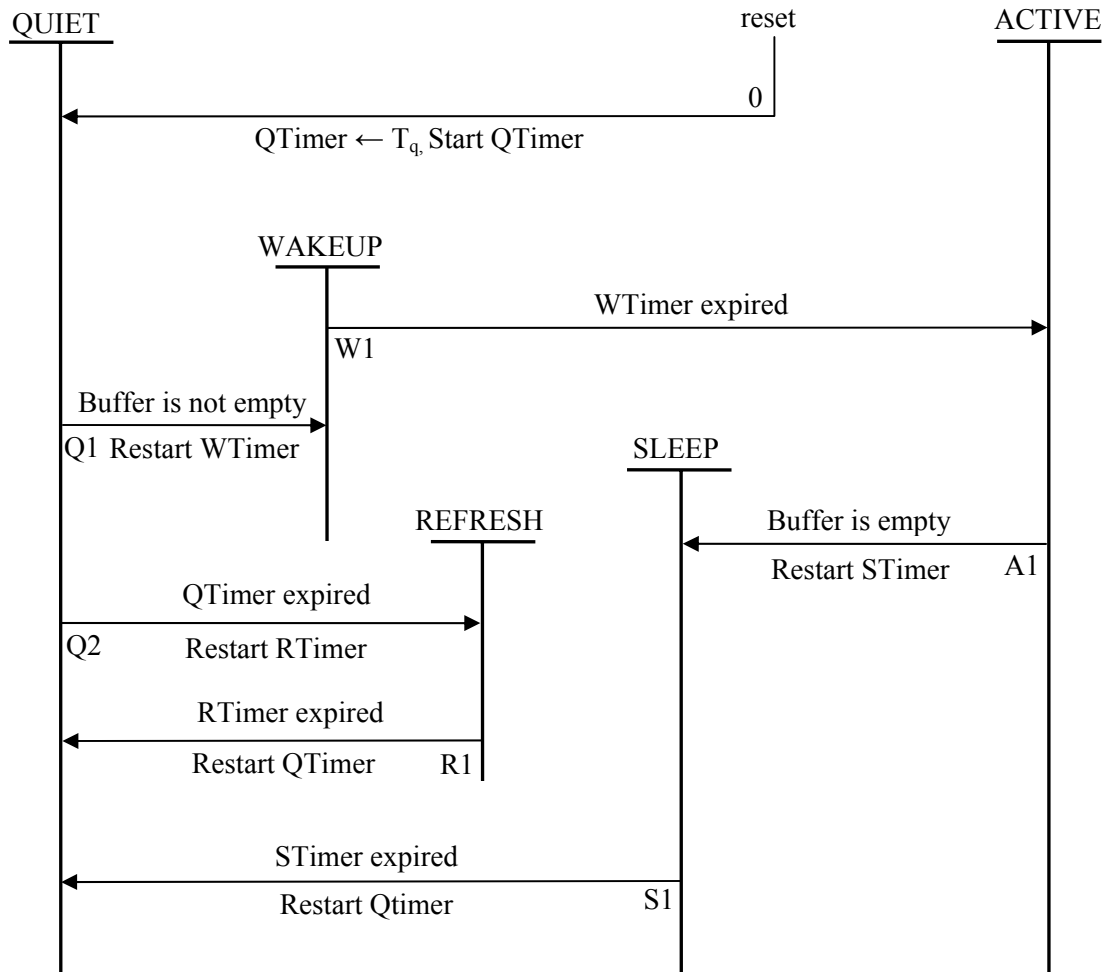 QUIET
reset
ACTIVE
0
QTimer ← Tq, Start QTimer
WAKEUP
WTimer expired
W1
Buffer is not empty
Q1 Restart WTimer
SLEEP
REFRESH
Buffer is empty
Restart STimer
A1
QTimer expired
Q2
Restart RTimer
RTimer expired
Restart QTimer
R1
STimer expired
Restart Qtimer
S1